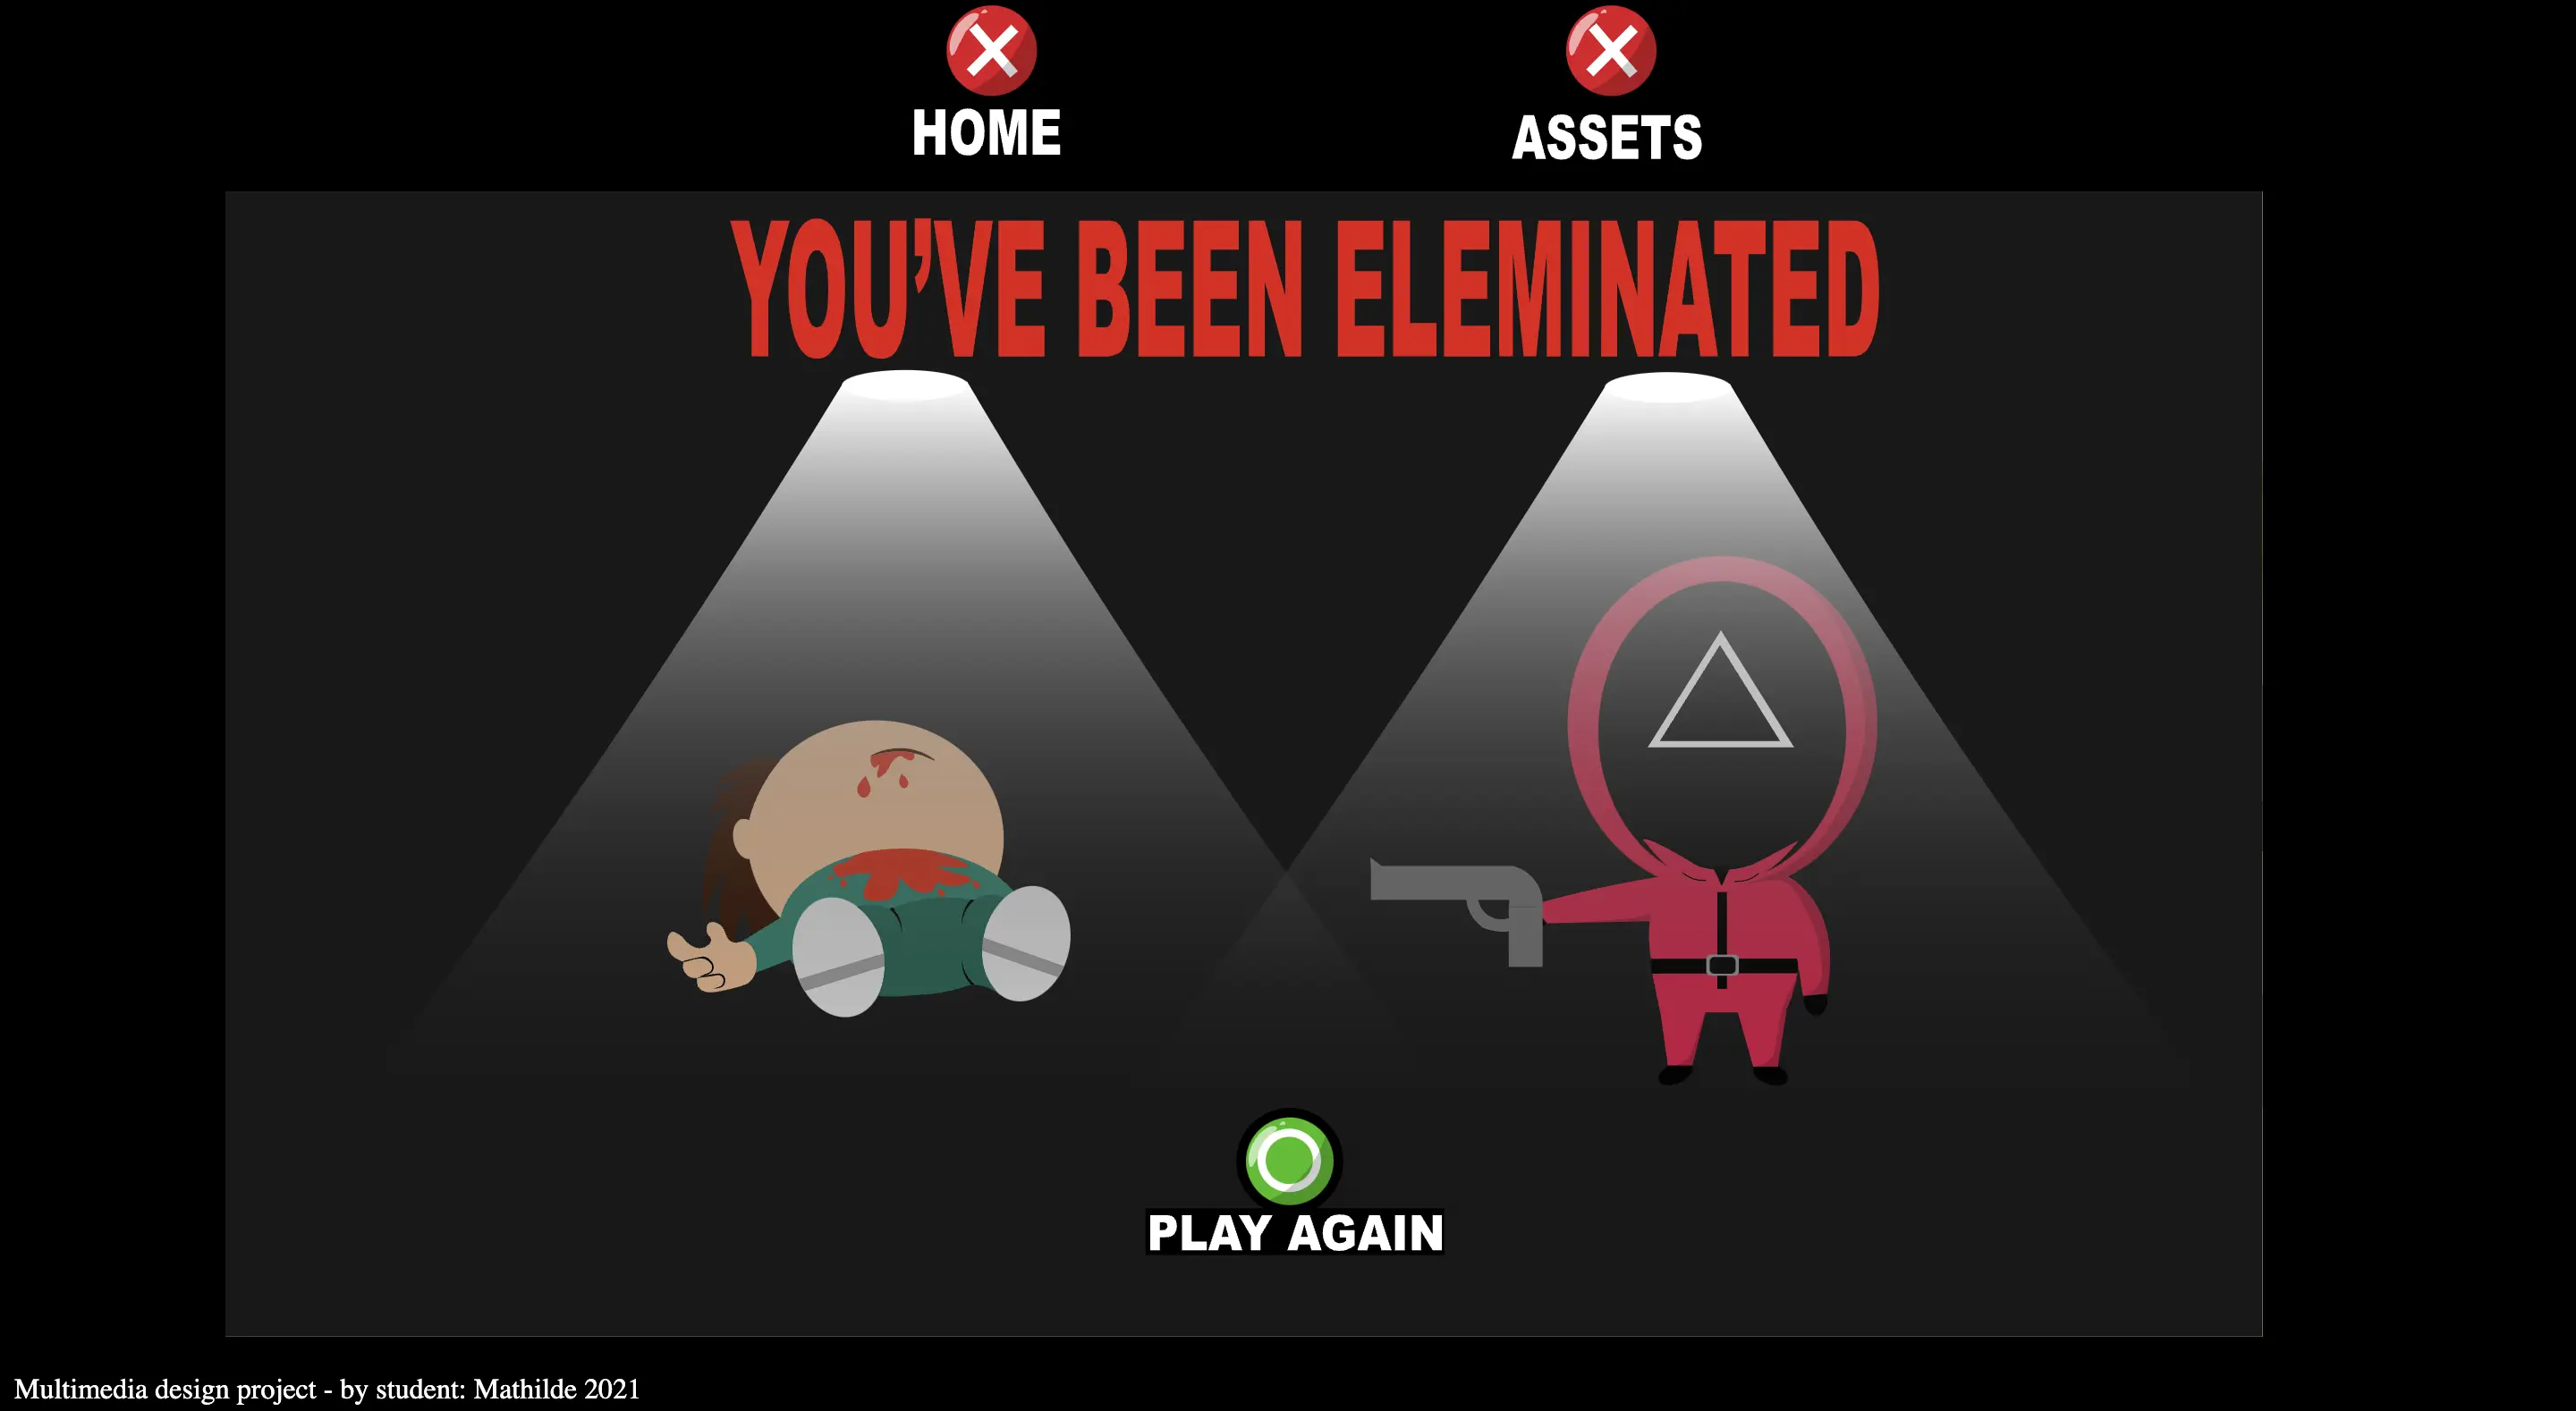 HOME
ASSETS
YOU'VE BEEN ELEMINATED
PLAY AGAIN
Multimedia design project - by student: Mathilde 2021